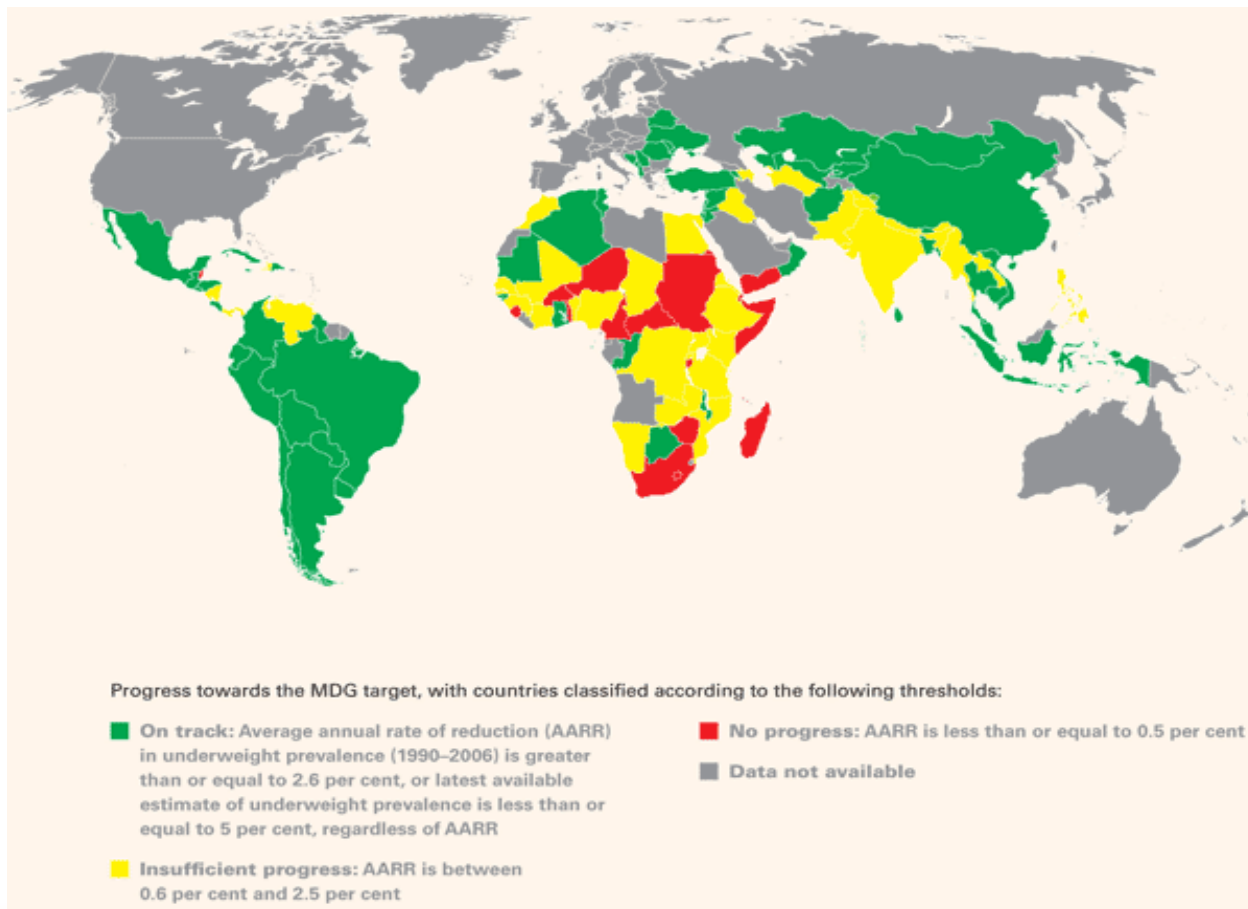 Progress towards the MDG target, with countries classified according to the following thresholds:
On track: Average annual rate of reduction (AARR)
in underweight prevalence (1990–2006) is greater
than or equal to 2.6 per cent, or latest available
estimate of underweight prevalence is less than or
equal to 5 per cent, regardless of AARR
Insufficient progress: AARR is between
0.6 per cent and 2.5 per cent
No progress: AARR is less than or equal to 0.5 per cent
Data not available